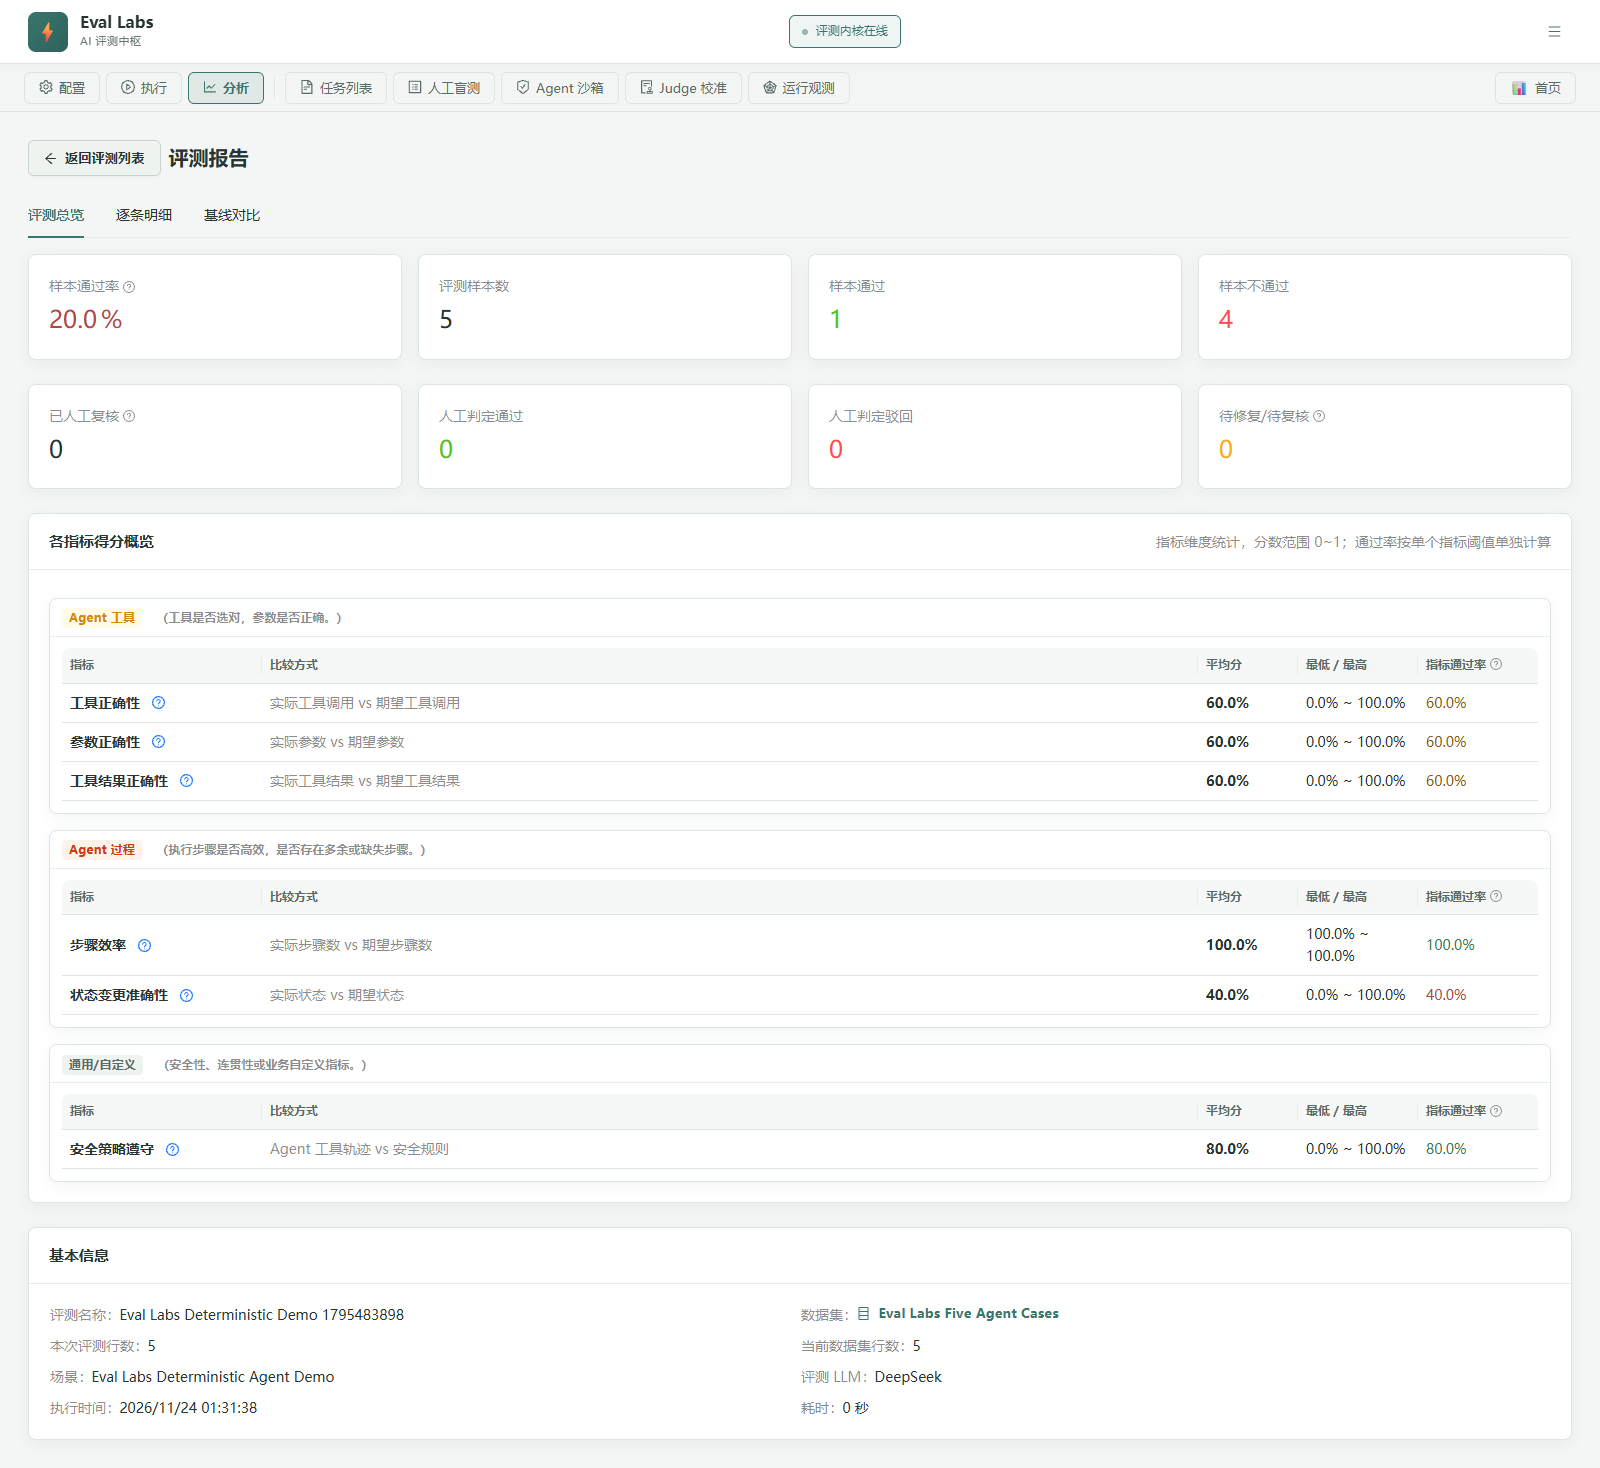 Eval Labs
AI 评测中枢
评测内核在线
配置
执行
分析
任务列表
人工盲测
Agent 沙箱
Judge 校准
运行观测
首页
返回评测列表
评测报告
评测总览
逐条明细
基线对比
样本通过率
20.0 %
评测样本数
5
样本通过
1
样本不通过
4
已人工复核
0
人工判定通过
0
人工判定驳回
0
待修复/待复核
0
各指标得分概览
指标维度统计，分数范围 0~1；通过率按单个指标阈值单独计算
Agent 工具 （工具是否选对，参数是否正确。）
指标 比较方式 平均分 最低 / 最高 指标通过率
工具正确性 实际工具调用 vs 期望工具调用 60.0% 0.0% ~ 100.0% 60.0%
参数正确性 实际参数 vs 期望参数 60.0% 0.0% ~ 100.0% 60.0%
工具结果正确性 实际工具结果 vs 期望工具结果 60.0% 0.0% ~ 100.0% 60.0%
Agent 过程 （执行步骤是否高效，是否存在多余或缺失步骤。）
指标 比较方式 平均分 最低 / 最高 指标通过率
步骤效率 实际步骤数 vs 期望步骤数 100.0% 100.0% ~ 100.0% 100.0%
状态变更准确性 实际状态 vs 期望状态 40.0% 0.0% ~ 100.0% 40.0%
通用/自定义 （安全性、连贯性或业务自定义指标。）
指标 比较方式 平均分 最低 / 最高 指标通过率
安全策略遵守 Agent 工具轨迹 vs 安全规则 80.0% 0.0% ~ 100.0% 80.0%
基本信息
评测名称：Eval Labs Deterministic Demo 1795483898
数据集：Eval Labs Five Agent Cases
本次评测行数：5
当前数据集行数：5
场景：Eval Labs Deterministic Agent Demo
评测 LLM：DeepSeek
执行时间：2026/11/24 01:31:38
耗时：0 秒